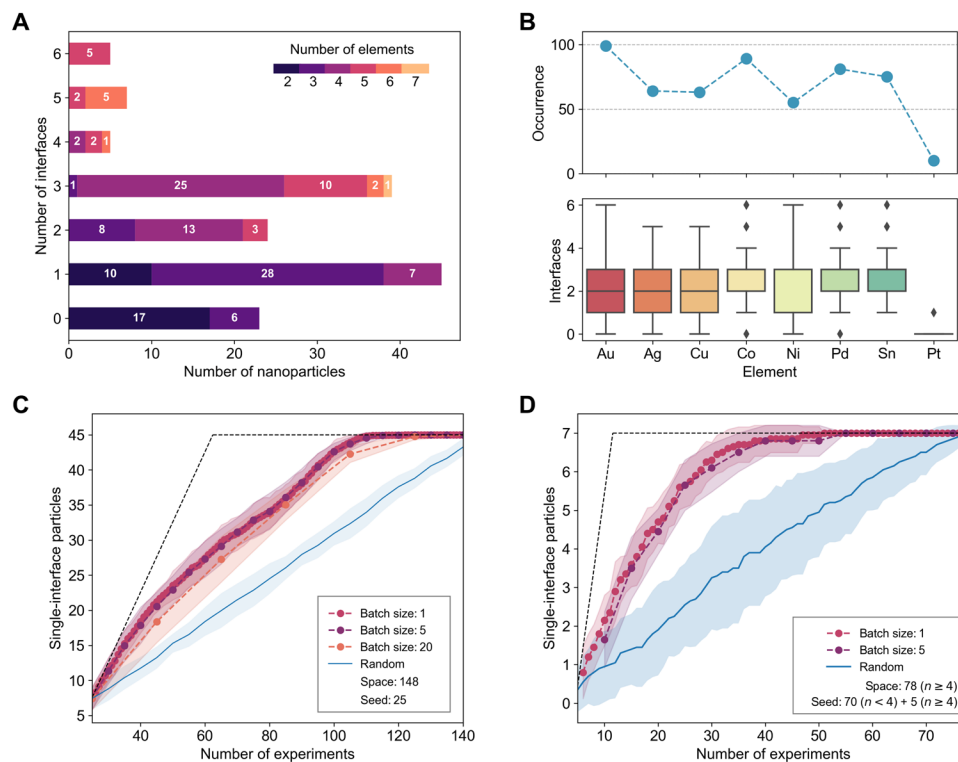 A
Number of interfaces
6
5
4
3
2
1
0
5
2 5
2 2 1
1 25 10 2 1
8 13 3
10 28 7
17 6
Number of elements
2 3 4 5 6 7
0 10 20 30 40
Number of nanoparticles
B
Occurrence
100
50
0
Interfaces
6
4
2
0
Au Ag Cu Co Ni Pd Sn Pt
Element
C
Single-interface particles
45
40
35
30
25
20
15
10
5
Batch size: 1
Batch size: 5
Batch size: 20
Random
Space: 148
Seed: 25
40 60 80 100 120 140
Number of experiments
D
Single-interface particles
7
6
5
4
3
2
1
0
Batch size: 1
Batch size: 5
Random
Space: 78 (n ≥ 4)
Seed: 70 (n < 4) + 5 (n ≥ 4)
10 20 30 40 50 60 70
Number of experiments